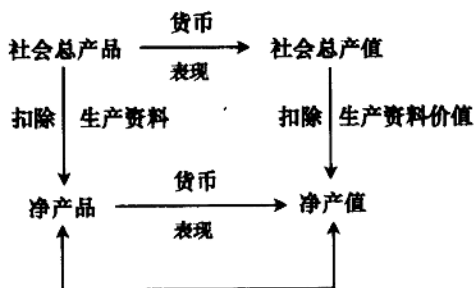 货币
社会总产品 社会总产值
表现
扣除 生产资料 扣除 生产资料价值
货币
净产品 净产值
表现